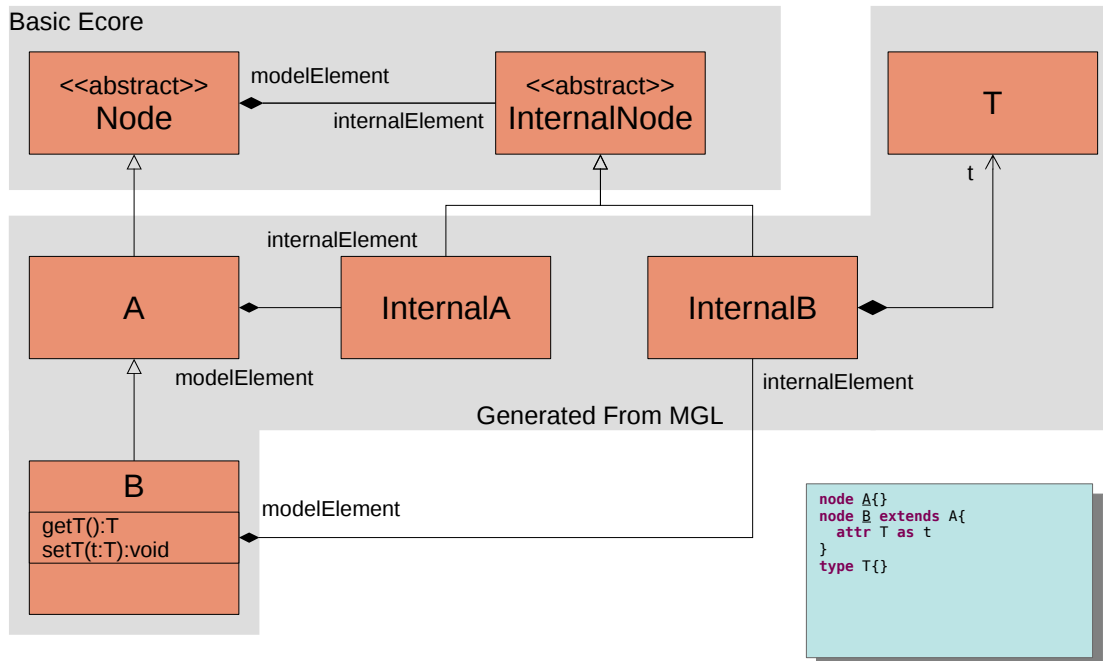 Basic Ecore
<<abstract>>
Node
modelElement
internalElement
<<abstract>>
InternalNode
T
t
internalElement
A
InternalA
InternalB
modelElement
internalElement
Generated From MGL
B
getT():T
setT(t:T):void
modelElement
node A{}
node B extends A{
attr T as t
}
type T{}